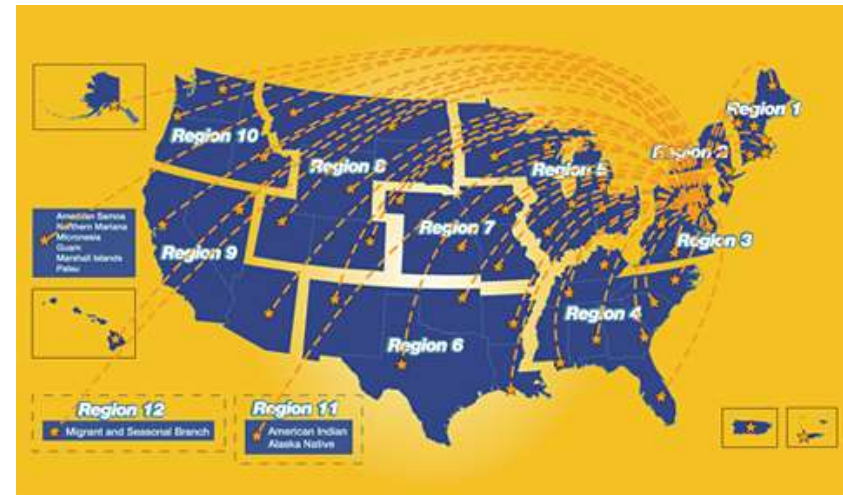 Region 1
Region 2
Region 10
Region 8
Region 5
American Samoa
Northern Mariana
Micronesia
Guam
Marshall Islands
Palau
Region 7
Region 9
Region 3
Region 4
Region 6
Region 12
Migrant and Seasonal Branch
Region 11
American Indian
Alaska Native